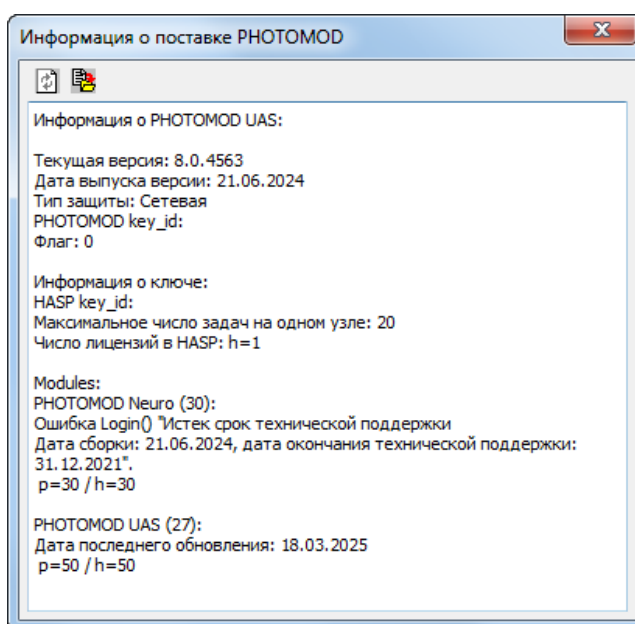 Информация о поставке PHOTOMOD
Информация о PHOTOMOD UAS:
Текущая версия: 8.0.4563
Дата выпуска версии: 21.06.2024
Тип защиты: Сетевая
PHOTOMOD key_id:
Флаг: 0
Информация о ключе:
HASP key_id:
Максимальное число задач на одном узле: 20
Число лицензий в HASP: h=1
Modules:
PHOTOMOD Neuro (30):
Ошибка Login() "Истек срок технической поддержки
Дата сборки: 21.06.2024, дата окончания технической поддержки:
31.12.2021".
p=30 / h=30
PHOTOMOD UAS (27):
Дата последнего обновления: 18.03.2025
p=50 / h=50